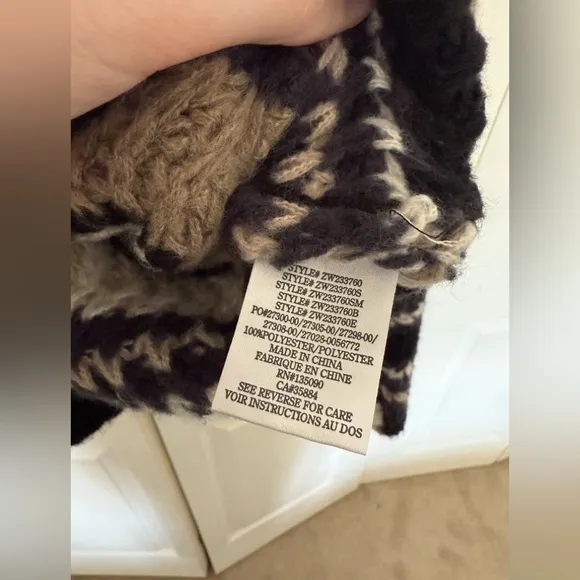 STYLE# ZW233760
STYLE# ZW233760S
STYLE# ZW233760SM
STYLE# ZW233760B
STYLE# ZW233760E
PO#27300-00/27305-00/27298-00/
27308-00/27028-0056772
100%POLYESTER/POLYESTER
MADE IN CHINA
FABRIQUE EN CHINE
RN#135090
CA#35884
SEE REVERSE FOR CARE
VOIR INSTRUCTIONS AU DOS